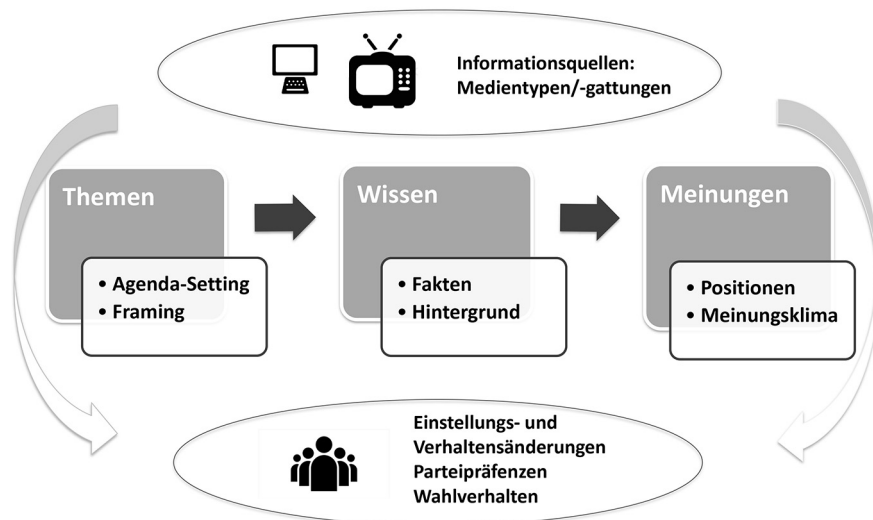 Informationsquellen:
Medientypen/-gattungen
Themen
• Agenda-Setting
• Framing
Wissen
• Fakten
• Hintergrund
Meinungen
• Positionen
• Meinungsklima
Einstellungs- und
Verhaltensänderungen
Parteipräfenzen
Wahlverhalten